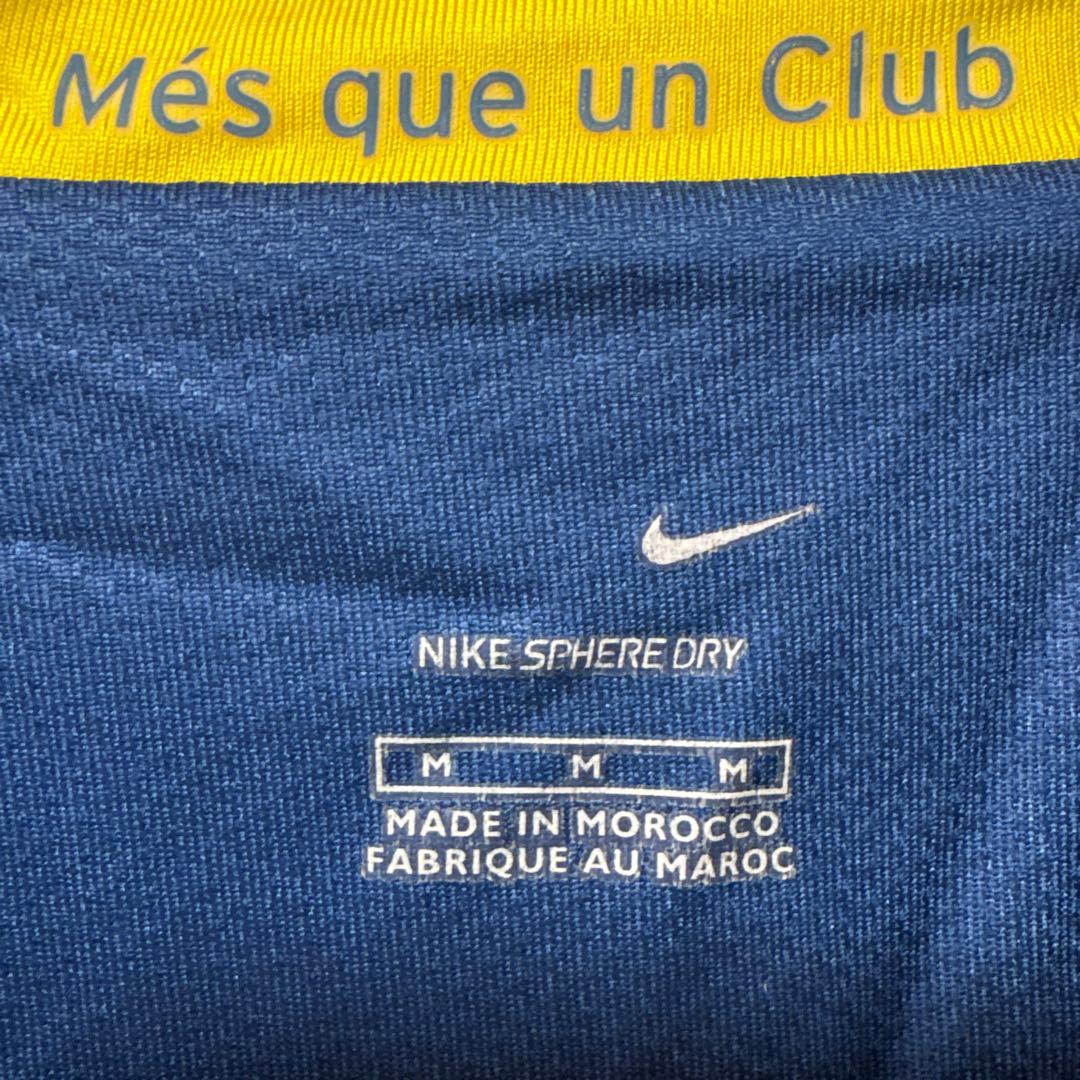 Més que un Club
NIKE SPHERE DRY
M M M
MADE IN MOROCCO
FABRIQUE AU MAROC